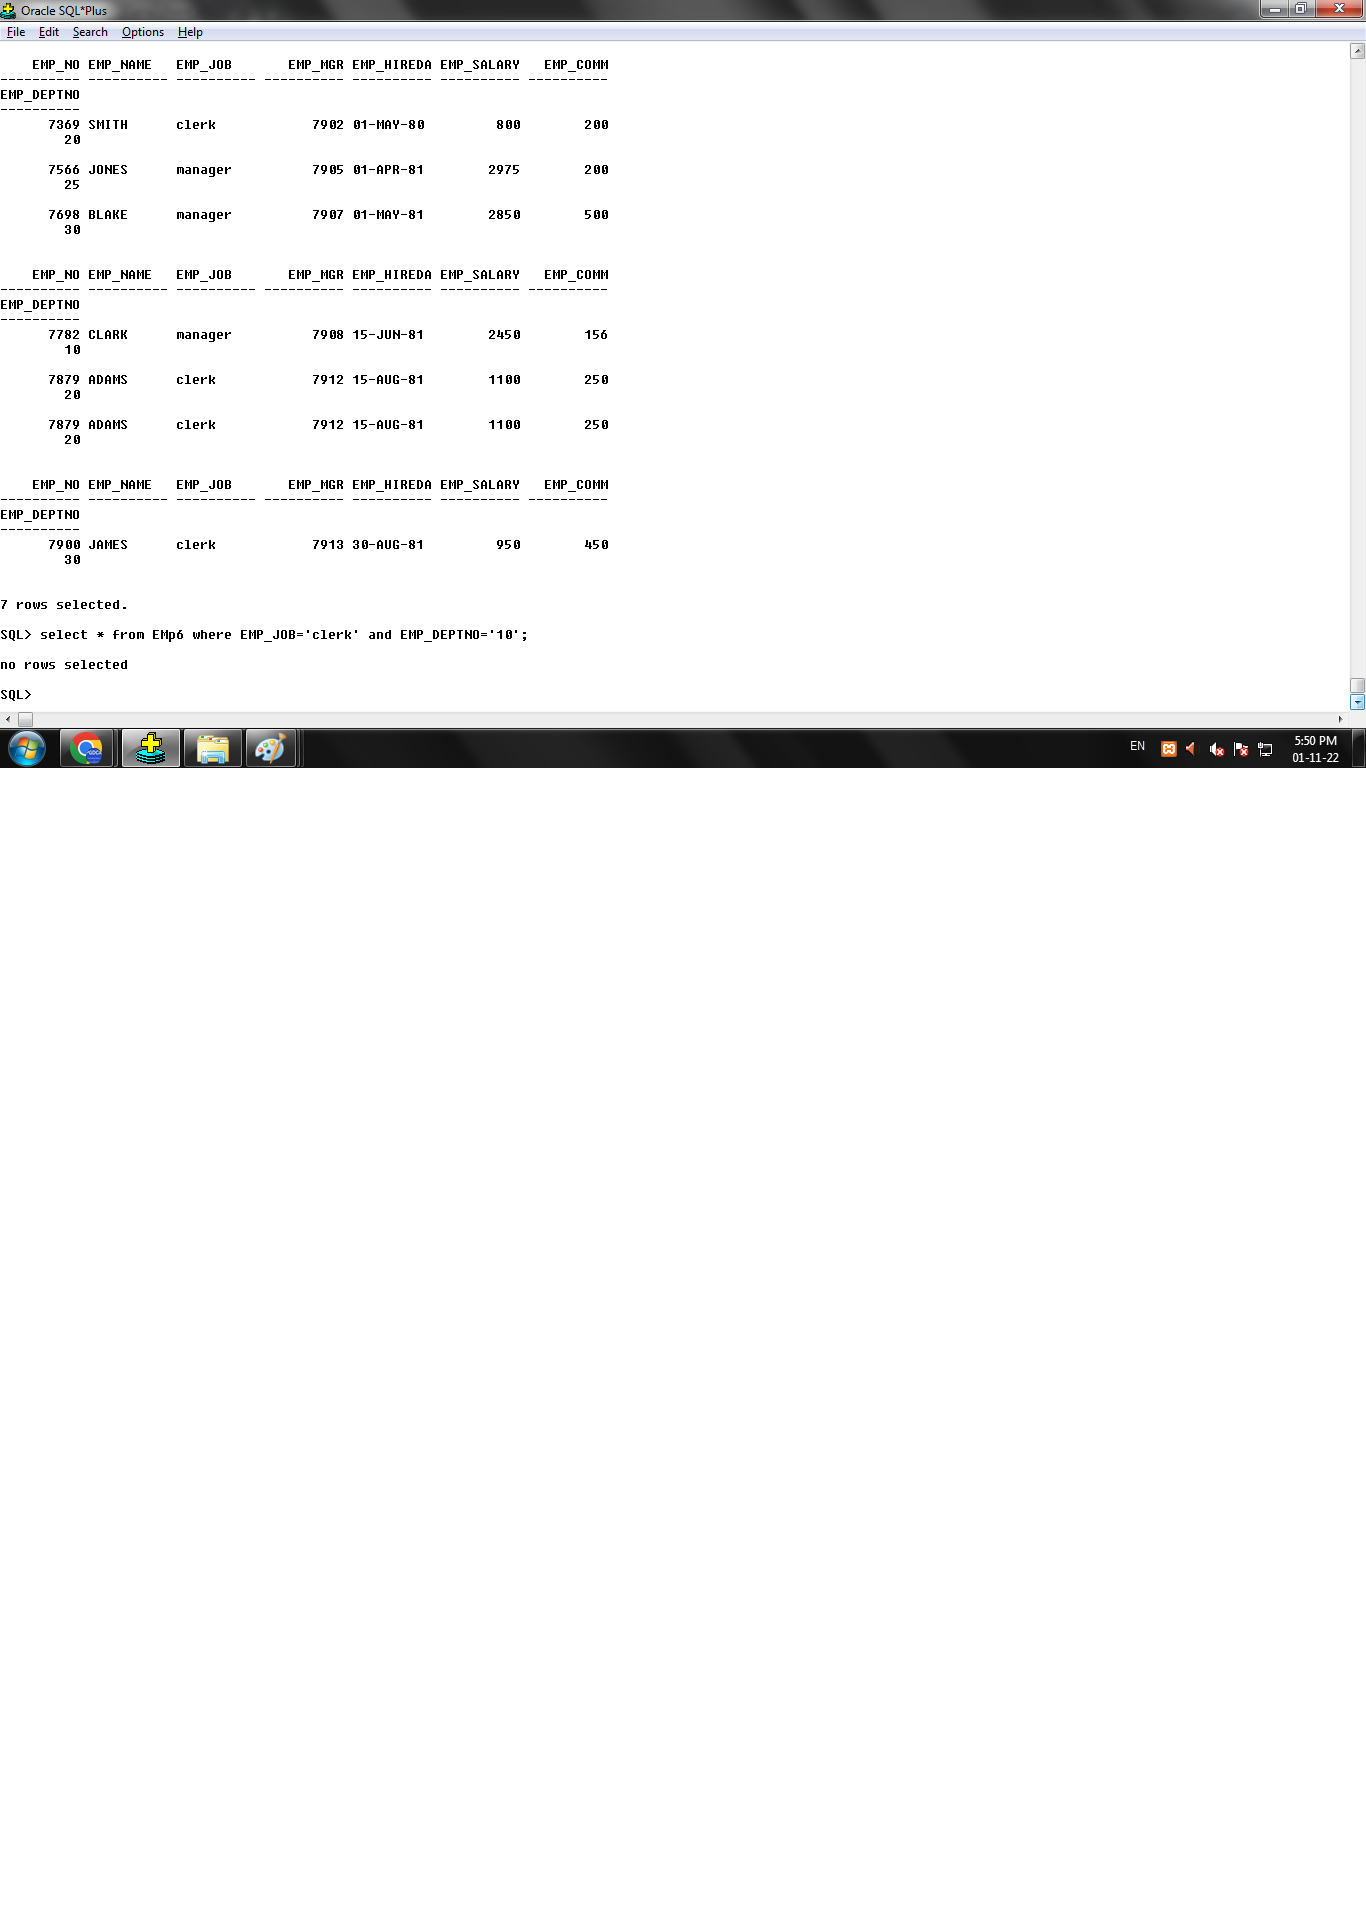 Oracle SQL*Plus
File Edit Search Options Help
    EMP_NO EMP_NAME   EMP_JOB       EMP_MGR EMP_HIREDA EMP_SALARY   EMP_COMM
---------- ---------- ---------- ---------- ---------- ---------- ----------
EMP_DEPTNO
----------
      7369 SMITH      clerk            7902 01-MAY-80         800        200
        20
      7566 JONES      manager          7905 01-APR-81        2975        200
        25
      7698 BLAKE      manager          7907 01-MAY-81        2850        500
        30
    EMP_NO EMP_NAME   EMP_JOB       EMP_MGR EMP_HIREDA EMP_SALARY   EMP_COMM
---------- ---------- ---------- ---------- ---------- ---------- ----------
EMP_DEPTNO
----------
      7782 CLARK      manager          7908 15-JUN-81        2450        156
        10
      7879 ADAMS      clerk            7912 15-AUG-81        1100        250
        20
      7879 ADAMS      clerk            7912 15-AUG-81        1100        250
        20
    EMP_NO EMP_NAME   EMP_JOB       EMP_MGR EMP_HIREDA EMP_SALARY   EMP_COMM
---------- ---------- ---------- ---------- ---------- ---------- ----------
EMP_DEPTNO
----------
      7900 JAMES      clerk            7913 30-AUG-81         950        450
        30
7 rows selected.
SQL> select * from EMp6 where EMP_JOB='clerk' and EMP_DEPTNO='10';
no rows selected
SQL>
EN
5:50 PM
01-11-22